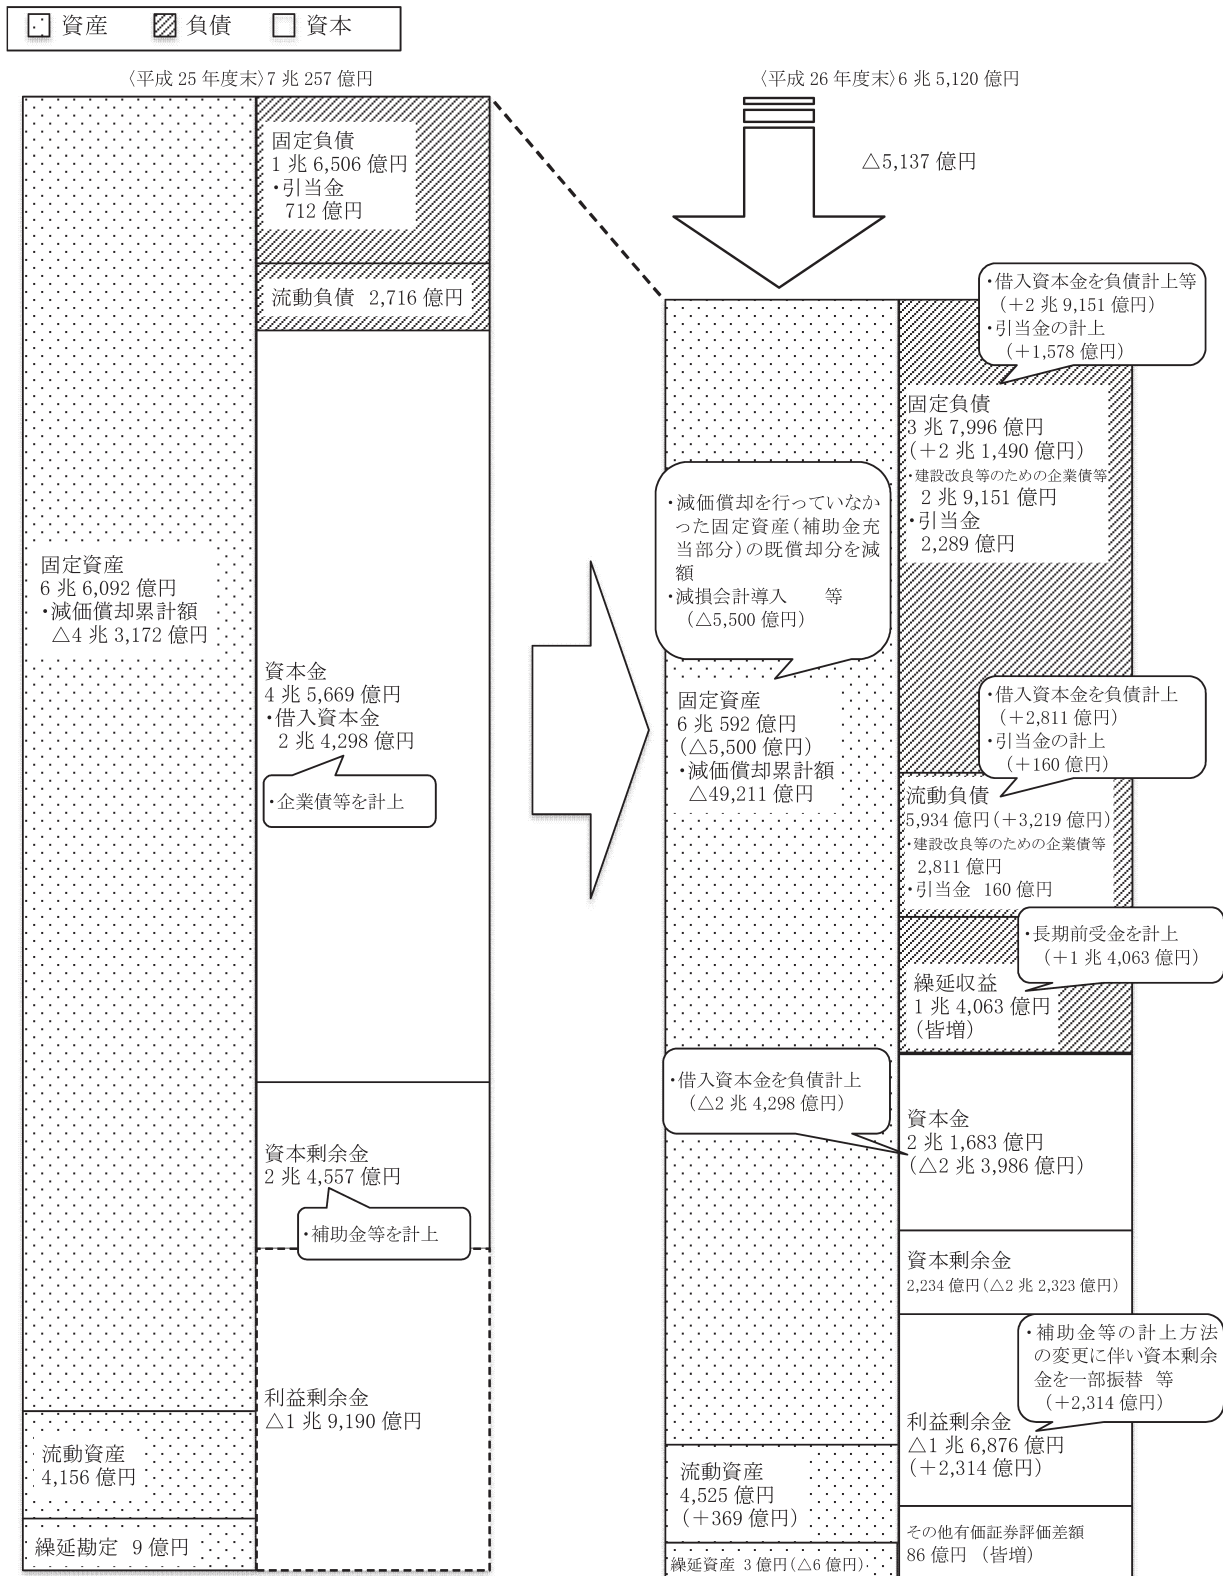 資産 負債 資本
〈平成 25 年度末〉7 兆 257 億円
固定資産
6 兆 6,092 億円
・減価償却累計額
△4 兆 3,172 億円
流動資産
4,156 億円
繰延勘定 9 億円
固定負債
1 兆 6,506 億円
・引当金
712 億円
流動負債 2,716 億円
資本金
4 兆 5,669 億円
・借入資本金
2 兆 4,298 億円
・企業債等を計上
資本剰余金
2 兆 4,557 億円
・補助金等を計上
利益剰余金
△1 兆 9,190 億円
〈平成 26 年度末〉6 兆 5,120 億円
△5,137 億円
・減価償却を行っていなか
った固定資産(補助金充
当部分)の既償却分を減
額
・減損会計導入 等
(△5,500 億円)
固定資産
6 兆 592 億円
(△5,500 億円)
・減価償却累計額
△49,211 億円
・借入資本金を負債計上
(△2 兆 4,298 億円)
流動資産
4,525 億円
(+369 億円)
繰延資産 3 億円(△6 億円)
・借入資本金を負債計上等
(+2 兆 9,151 億円)
・引当金の計上
(+1,578 億円)
固定負債
3 兆 7,996 億円
(+2 兆 1,490 億円)
・建設改良等のための企業債等
2 兆 9,151 億円
・引当金
2,289 億円
・借入資本金を負債計上
(+2,811 億円)
・引当金の計上
(+160 億円)
流動負債
5,934 億円(+3,219 億円)
・建設改良等のための企業債等
2,811 億円
・引当金 160 億円
・長期前受金を計上
(+1 兆 4,063 億円)
繰延収益
1 兆 4,063 億円
(皆増)
資本金
2 兆 1,683 億円
(△2 兆 3,986 億円)
資本剰余金
2,234 億円(△2 兆 2,323 億円)
・補助金等の計上方法
の変更に伴い資本剰余
金を一部振替 等
(+2,314 億円)
利益剰余金
△1 兆 6,876 億円
(+2,314 億円)
その他有価証券評価差額
86 億円 (皆増)